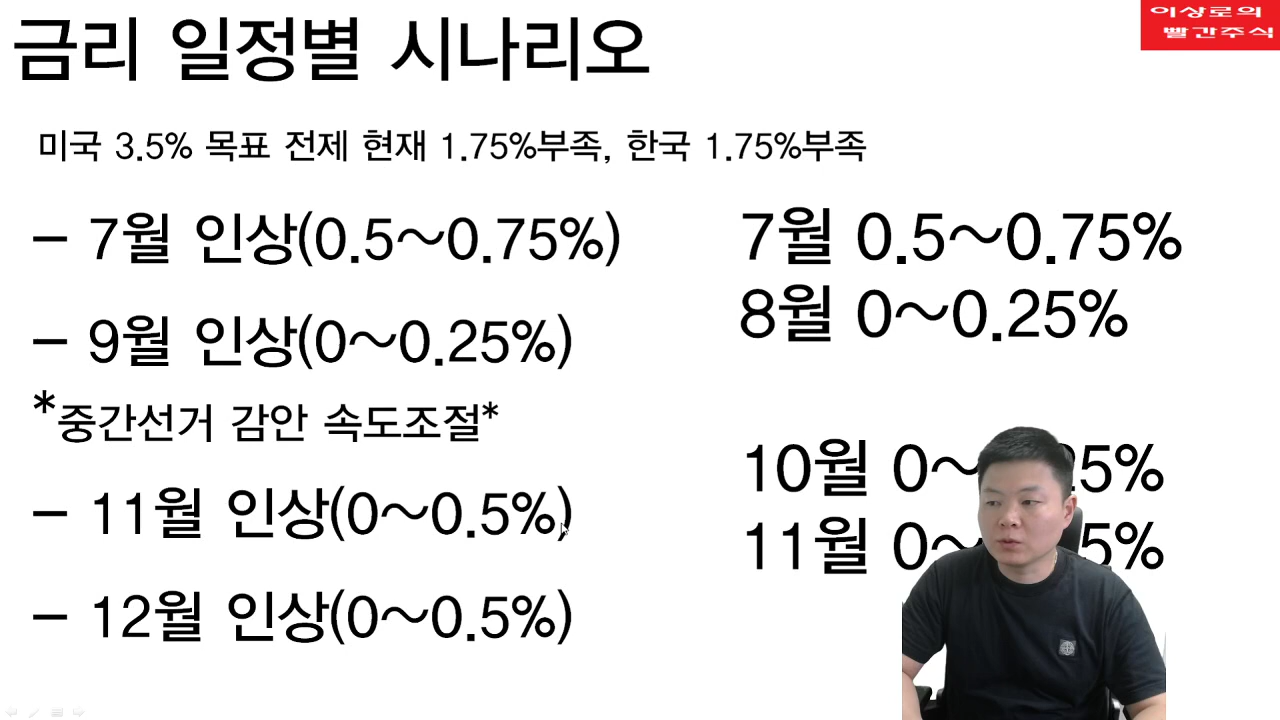 금리 일정별 시나리오
이상로의
빨간주식
미국 3.5% 목표 전제 현재 1.75%부족, 한국 1.75%부족
- 7월 인상(0.5~0.75%)
- 9월 인상(0~0.25%)
*중간선거 감안 속도조절*
- 11월 인상(0~0.5%)
- 12월 인상(0~0.5%)
7월 0.5~0.75%
8월 0~0.25%
10월 0~ 25%
11월 0~ 5%